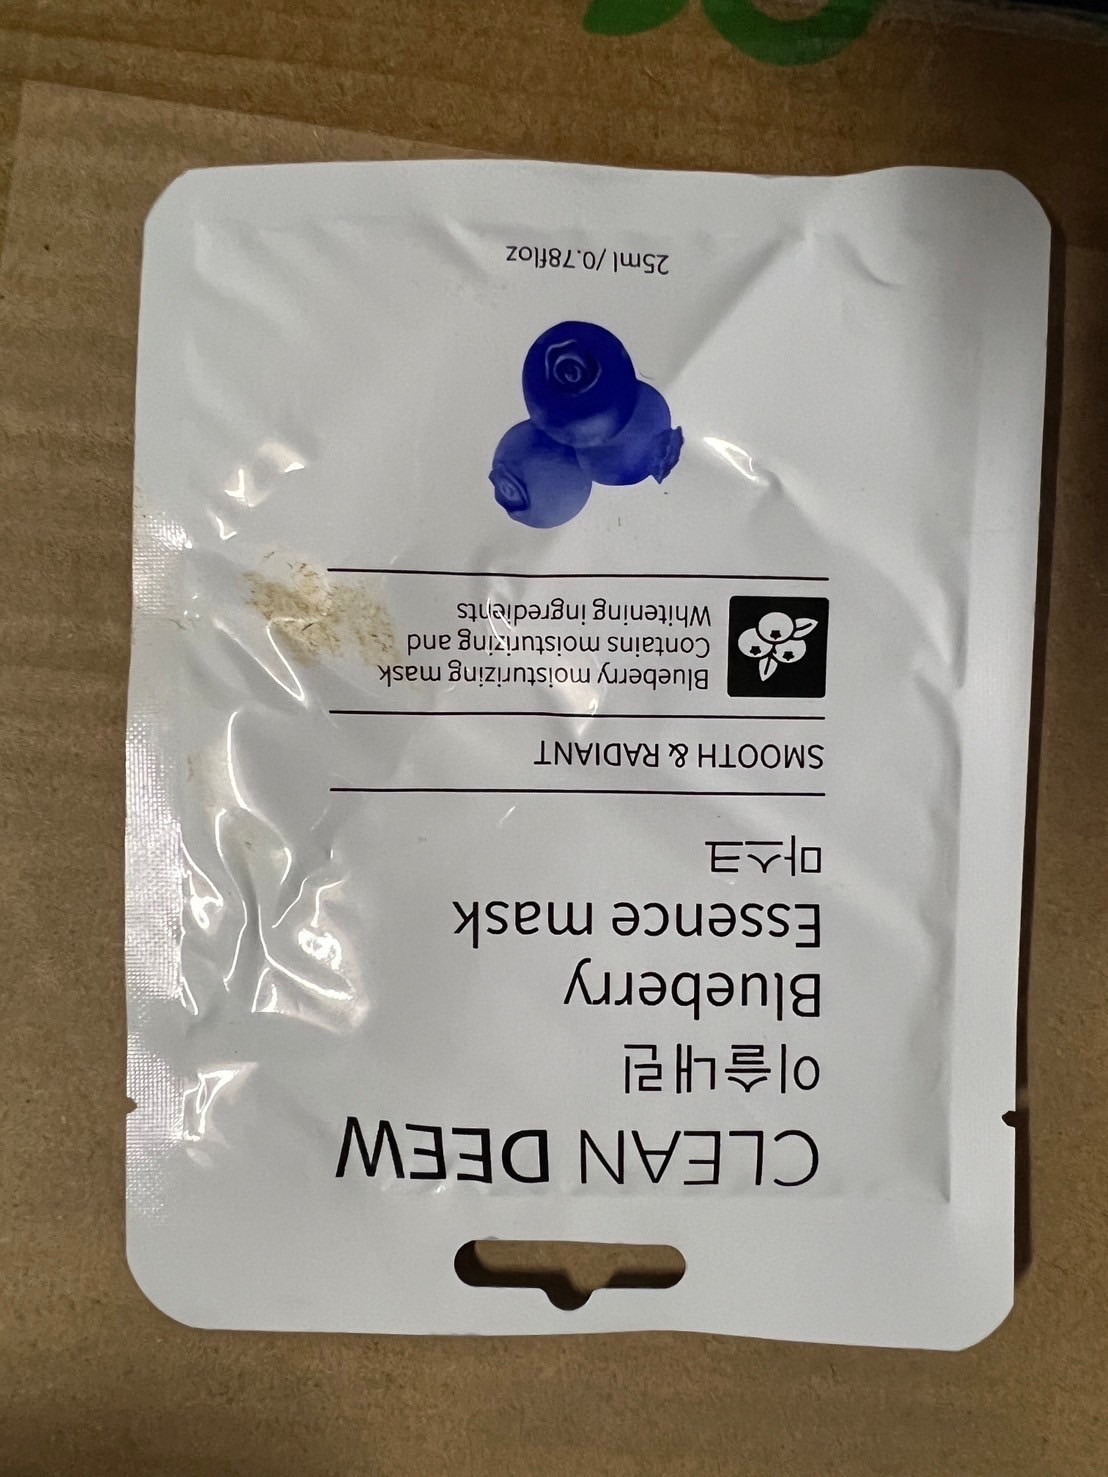 CLEAN DEEW
이슬내린
Blueberry
Essence mask
마스크
SMOOTH & RADIANT
Blueberry moisturizing mask
Contains moisturizing and
Whitening ingredients
25ml/0.78floz